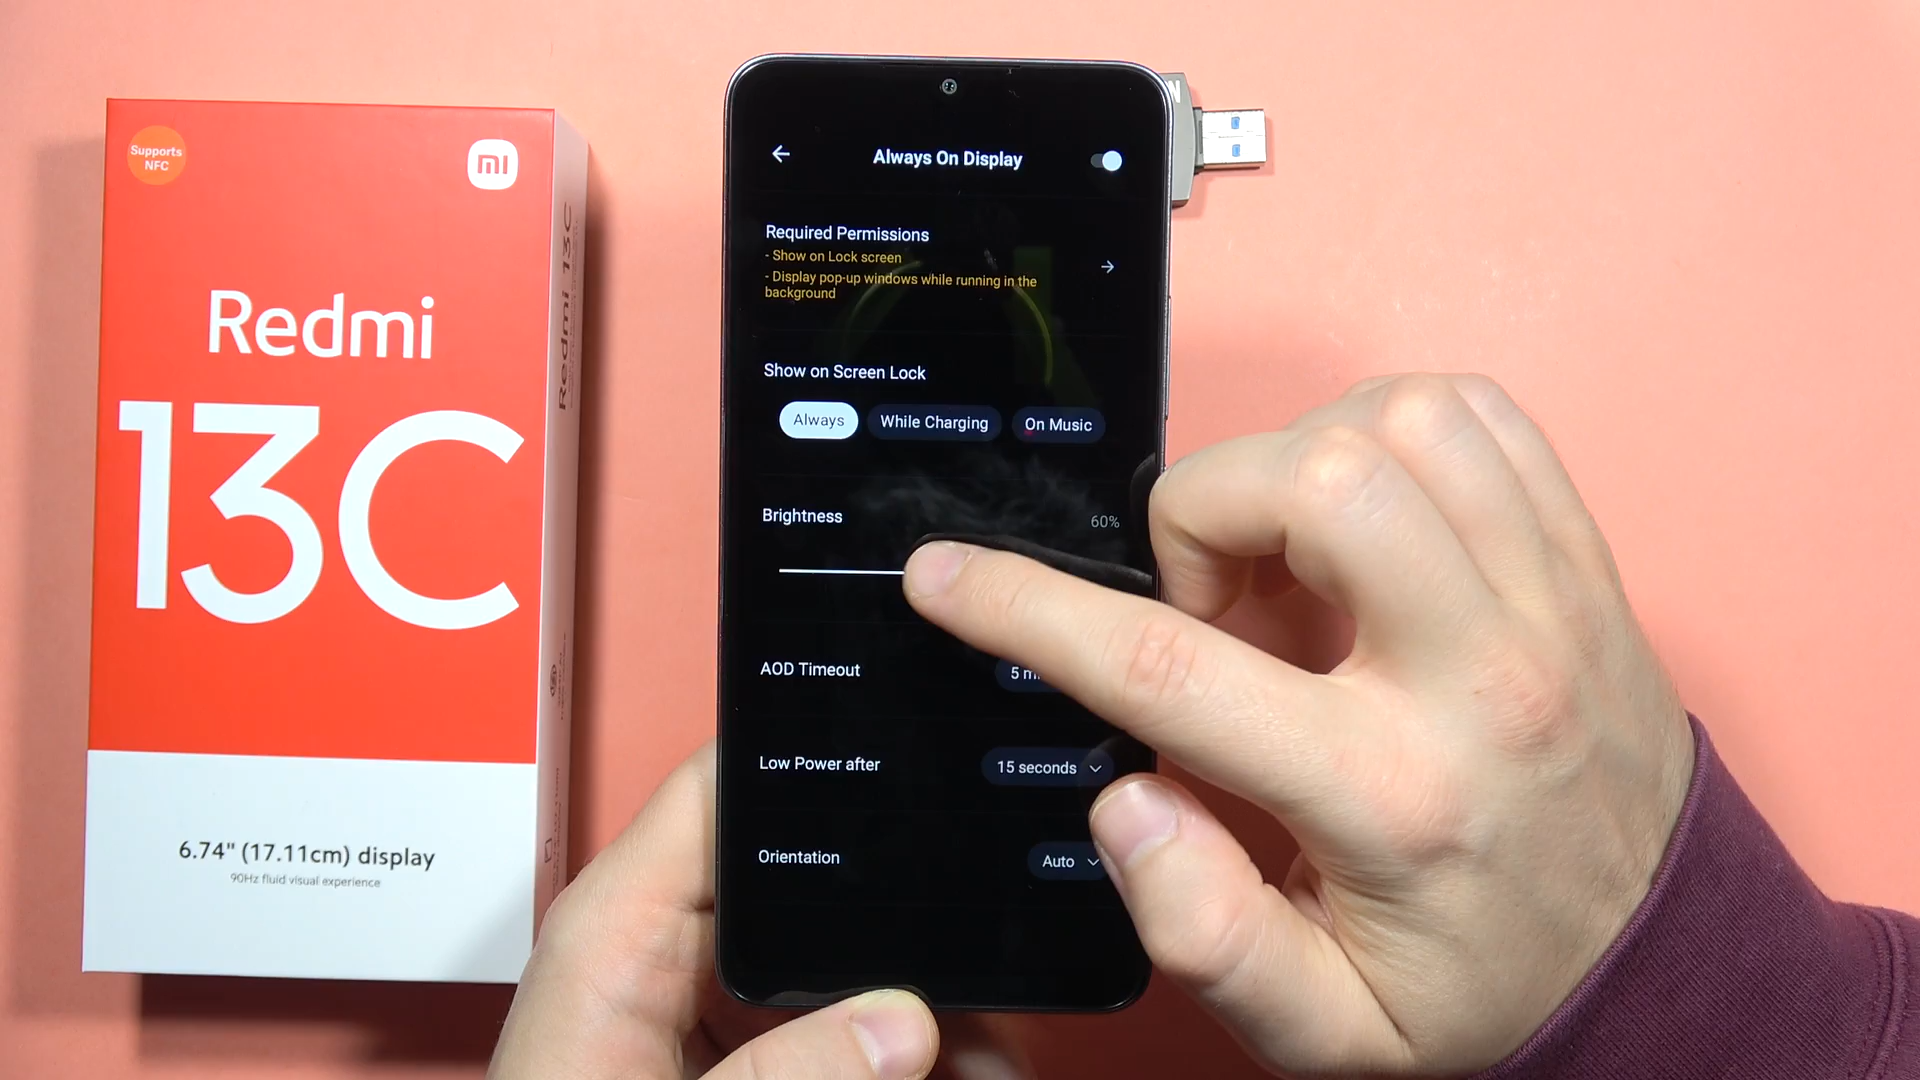 Supports
NFC
mi
Redmi
13C
6.74" (17.11cm) display
90Hz fluid visual experience
Redmi 13C
Always On Display
Required Permissions
- Show on Lock screen
- Display pop-up windows while running in the
background
Show on Screen Lock
Always
While Charging
On Music
Brightness
60%
AOD Timeout
5
Low Power after
15 seconds
Orientation
Auto